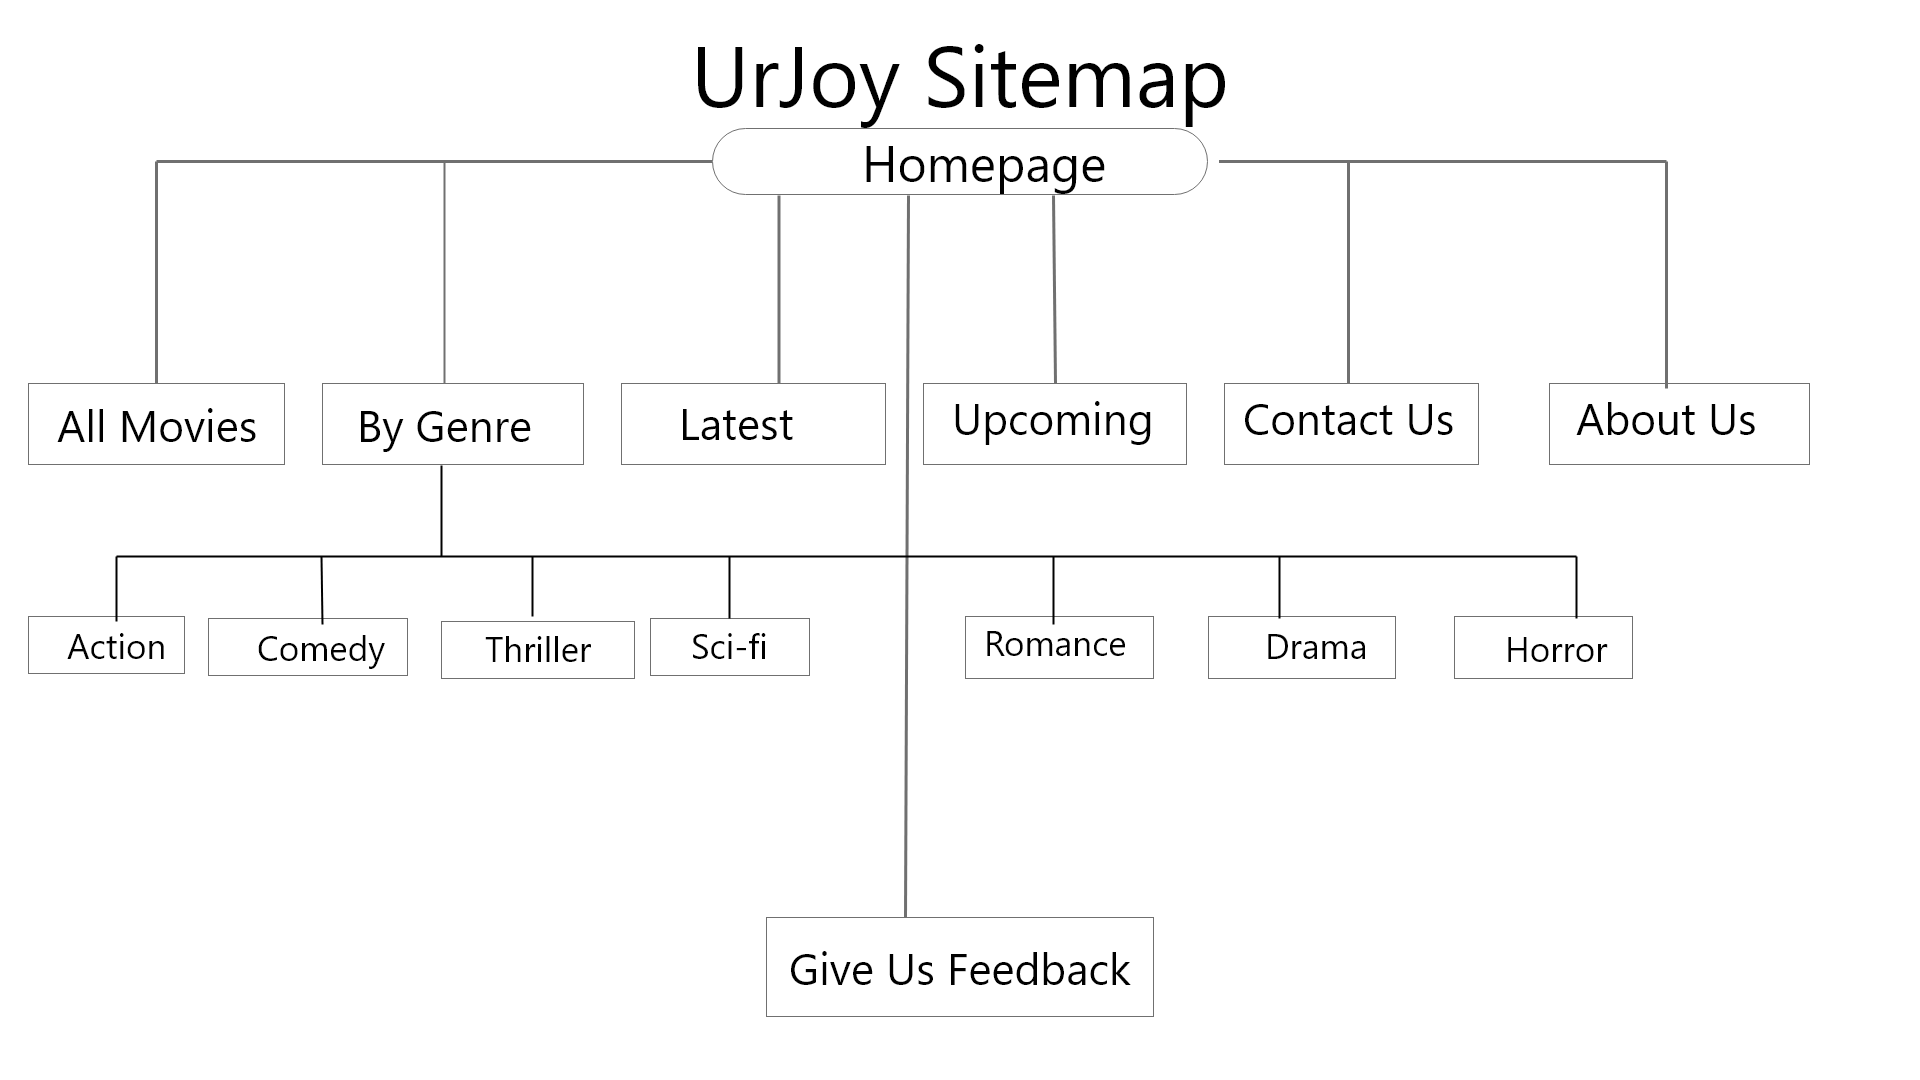 UrJoy Sitemap
Homepage
All Movies
By Genre
Latest
Upcoming
Contact Us
About Us
Action
Comedy
Thriller
Sci-fi
Romance
Drama
Horror
Give Us Feedback